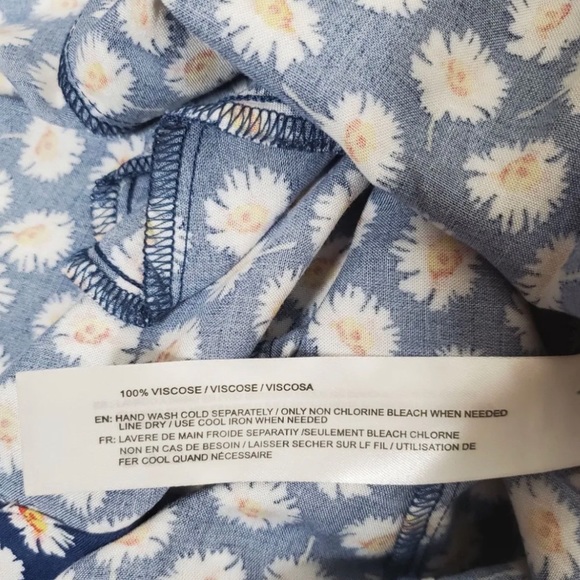 100% VISCOSE / VISCOSE / VISCOSA
EN: HAND WASH COLD SEPARATELY / ONLY NON CHLORINE BLEACH WHEN NEEDED
LINE DRY / USE COOL IRON WHEN NEEDED
FR: LAVERE DE MAIN FROIDE SEPARATIY /SEULEMENT BLEACH CHLORNE
NON EN CAS DE BESOIN / LAISSER SECHER SUR LF FIL / UTILISATION DE
FER COOL QUAND NÉCESSAIRE